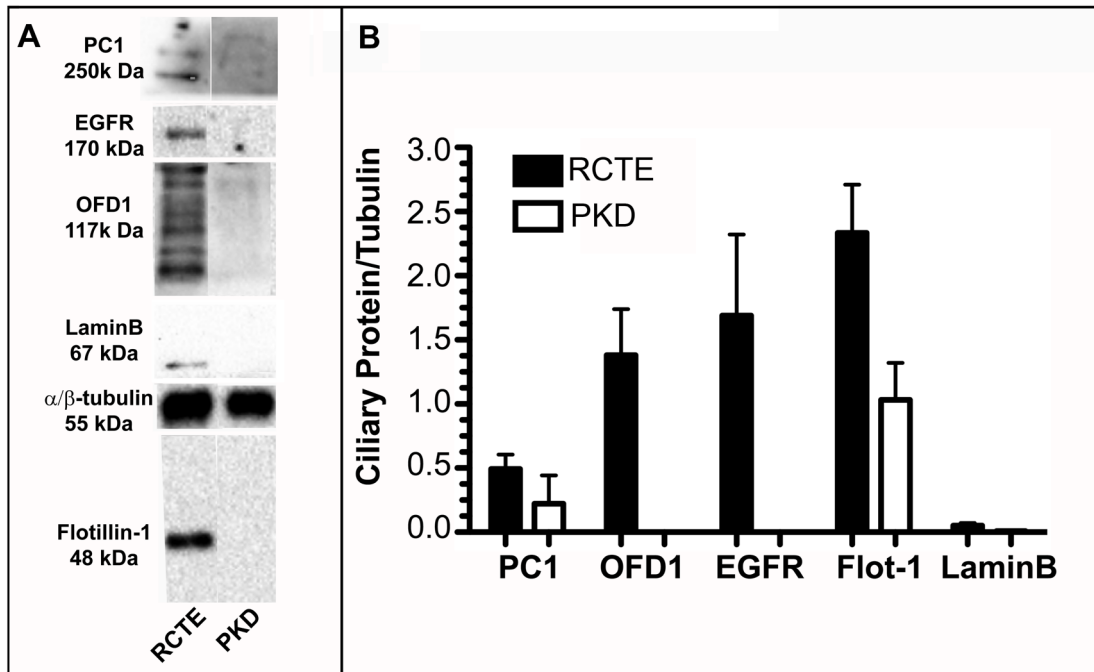 A
PC1
250k Da
EGFR
170 kDa
OFD1
117k Da
LaminB
67 kDa
α/β-tubulin
55 kDa
Flotillin-1
48 kDa
RCTE
PKD
B
Ciliary Protein/Tubulin
3.0
2.5
2.0
1.5
1.0
0.5
0.0
RCTE
PKD
PC1 OFD1 EGFR Flot-1 LaminB